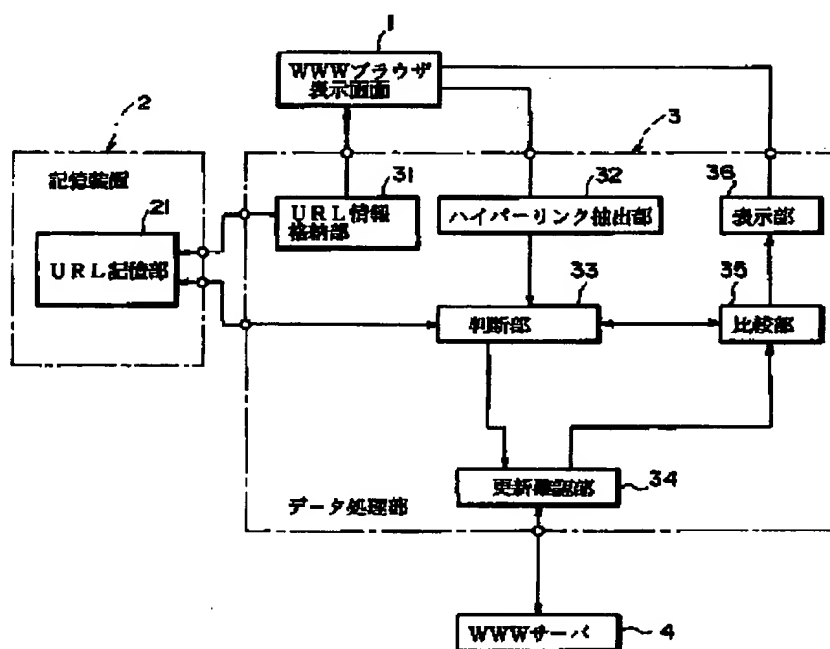 1
WWWブラウザ
表示画面
2
3
記憶装置
21
URL記憶部
31
URL情報
格納部
32
ハイパーリンク抽出部
36
表示部
33
判断部
35
比較部
34
更新確認部
データ処理部
WWWサーバ
4